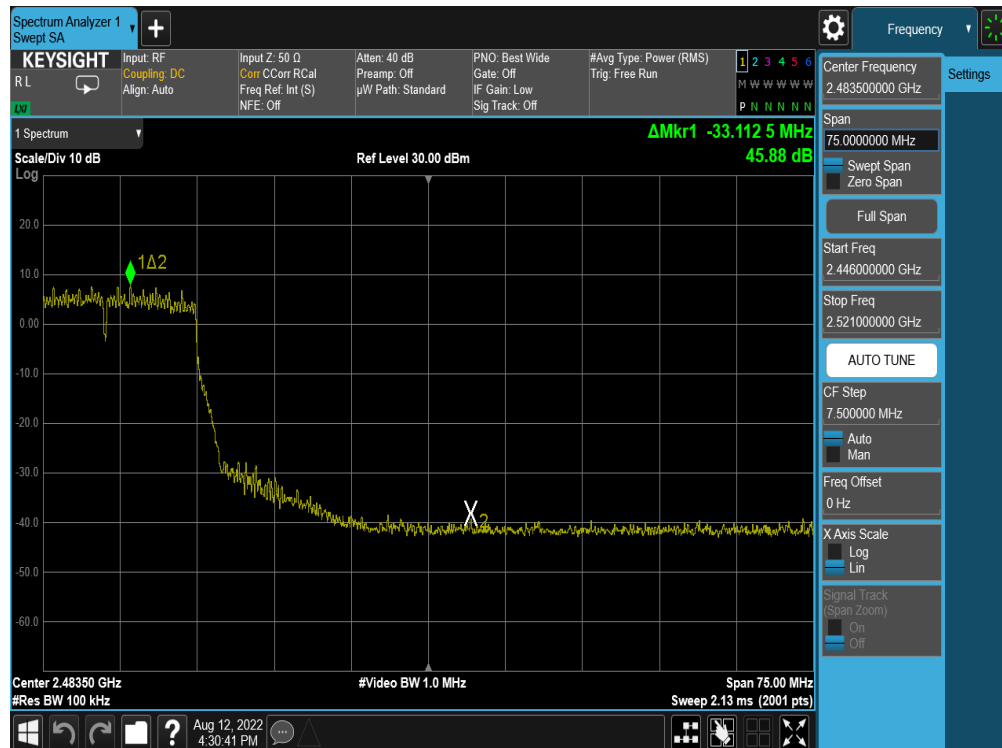 Spectrum Analyzer 1
Swept SA
Frequency
KEYSIGHT
R L
LXI
Input: RF
Coupling: DC
Align: Auto
Input Z: 50 Ω
Corr CCorr RCal
Freq Ref: Int (S)
NFE: Off
Atten: 40 dB
Preamp: Off
µW Path: Standard
PNO: Best Wide
Gate: Off
IF Gain: Low
Sig Track: Off
#Avg Type: Power (RMS)
Trig: Free Run
1 2 3 4 5 6
M W W W W W
P N N N N N
1 Spectrum
Scale/Div 10 dB
Log
Ref Level 30.00 dBm
ΔMkr1 -33.112 5 MHz
45.88 dB
1Δ2
2
20.0
10.0
0.00
-10.0
-20.0
-30.0
-40.0
-50.0
-60.0
Center 2.48350 GHz
#Video BW 1.0 MHz
Span 75.00 MHz
#Res BW 100 kHz
Sweep 2.13 ms (2001 pts)
Center Frequency
2.483500000 GHz
Settings
Span
75.0000000 MHz
Swept Span
Zero Span
Full Span
Start Freq
2.446000000 GHz
Stop Freq
2.521000000 GHz
AUTO TUNE
CF Step
7.500000 MHz
Auto
Man
Freq Offset
0 Hz
X Axis Scale
Log
Lin
Signal Track
(Span Zoom)
On
Off
?
Aug 12, 2022
4:30:41 PM